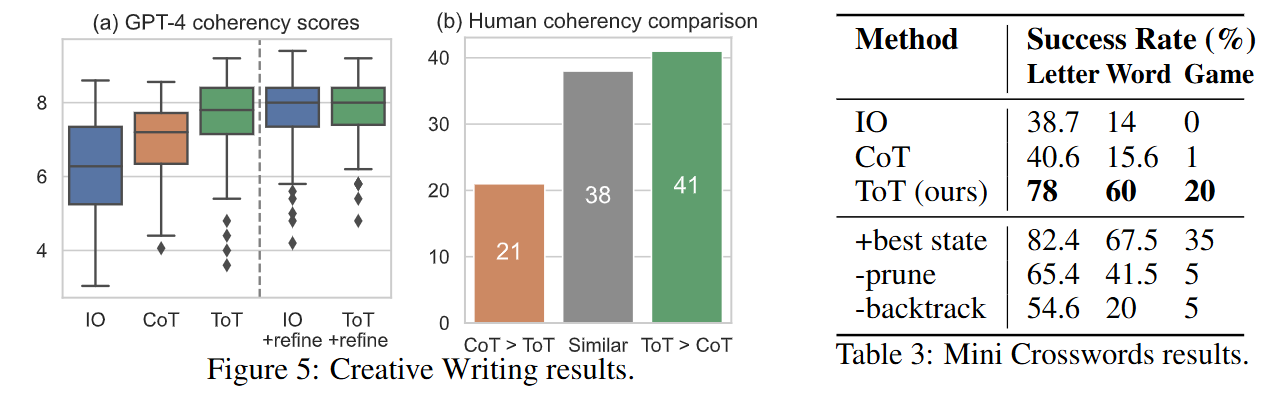 (a) GPT-4 coherency scores
8
6
4
IO CoT ToT IO ToT
+refine +refine
(b) Human coherency comparison
40
30
20
10
0
21
38
41
CoT > ToT Similar ToT > CoT
Figure 5: Creative Writing results.
Method Success Rate (%)
Letter Word Game
IO 38.7 14 0
CoT 40.6 15.6 1
ToT (ours) 78 60 20
+best state 82.4 67.5 35
-prune 65.4 41.5 5
-backtrack 54.6 20 5
Table 3: Mini Crosswords results.